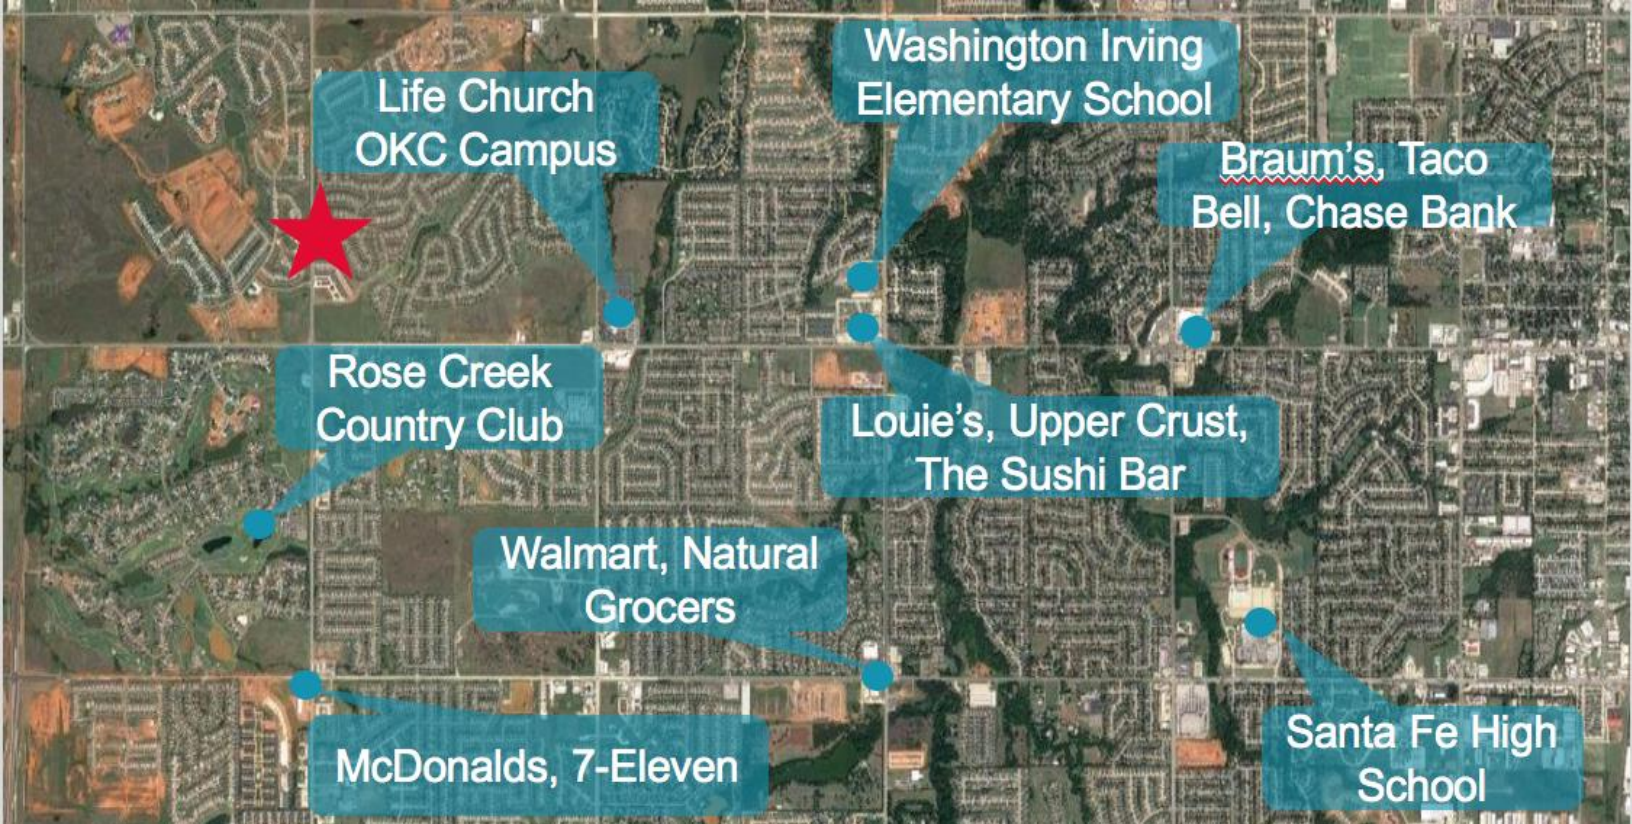 Washington Irving
Elementary School
Life Church
OKC Campus
Braum’s, Taco
Bell, Chase Bank
Rose Creek
Country Club
Louie’s, Upper Crust,
The Sushi Bar
Walmart, Natural
Grocers
McDonalds, 7-Eleven
Santa Fe High
School